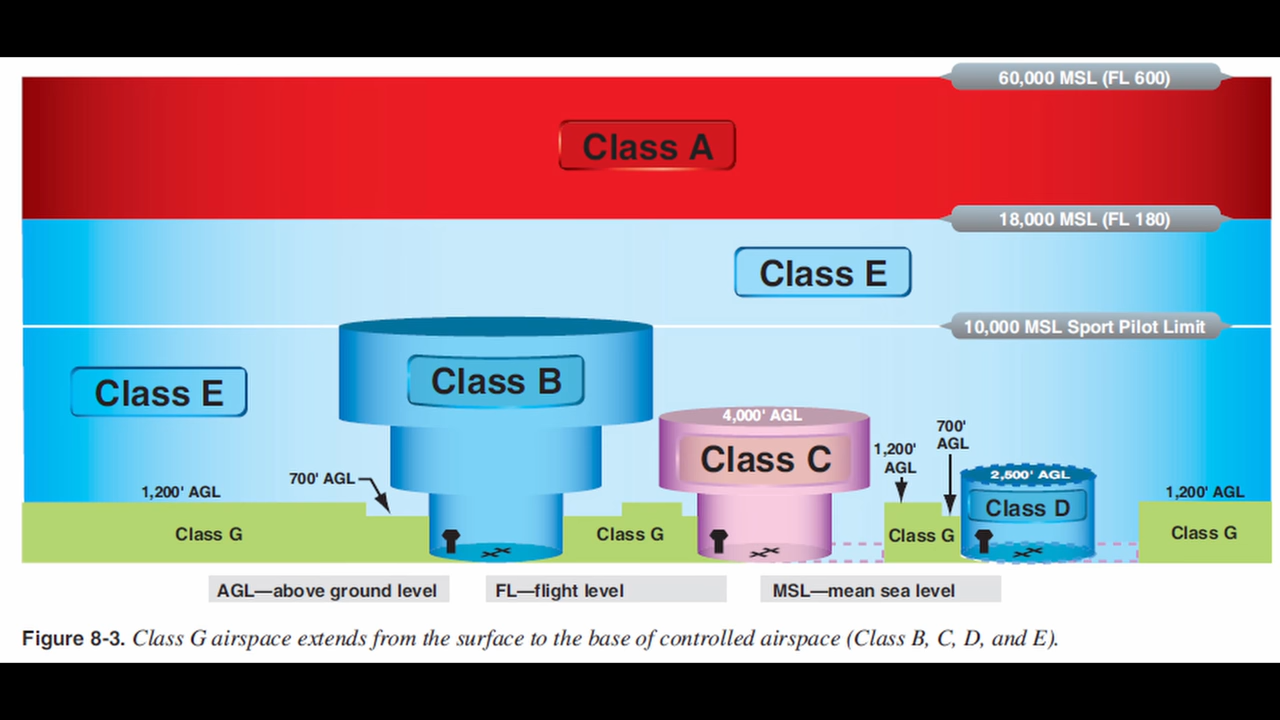 60,000 MSL (FL 600)
Class A
18,000 MSL (FL 180)
Class E
10,000 MSL Sport Pilot Limit
Class E
Class B
4,000' AGL
Class C
1,200'
AGL
700'
AGL
2,500' AGL
Class D
700' AGL
1,200' AGL
1,200' AGL
Class G
Class G
Class G
Class G
AGL—above ground level
FL—flight level
MSL—mean sea level
Figure 8-3. Class G airspace extends from the surface to the base of controlled airspace (Class B, C, D, and E).